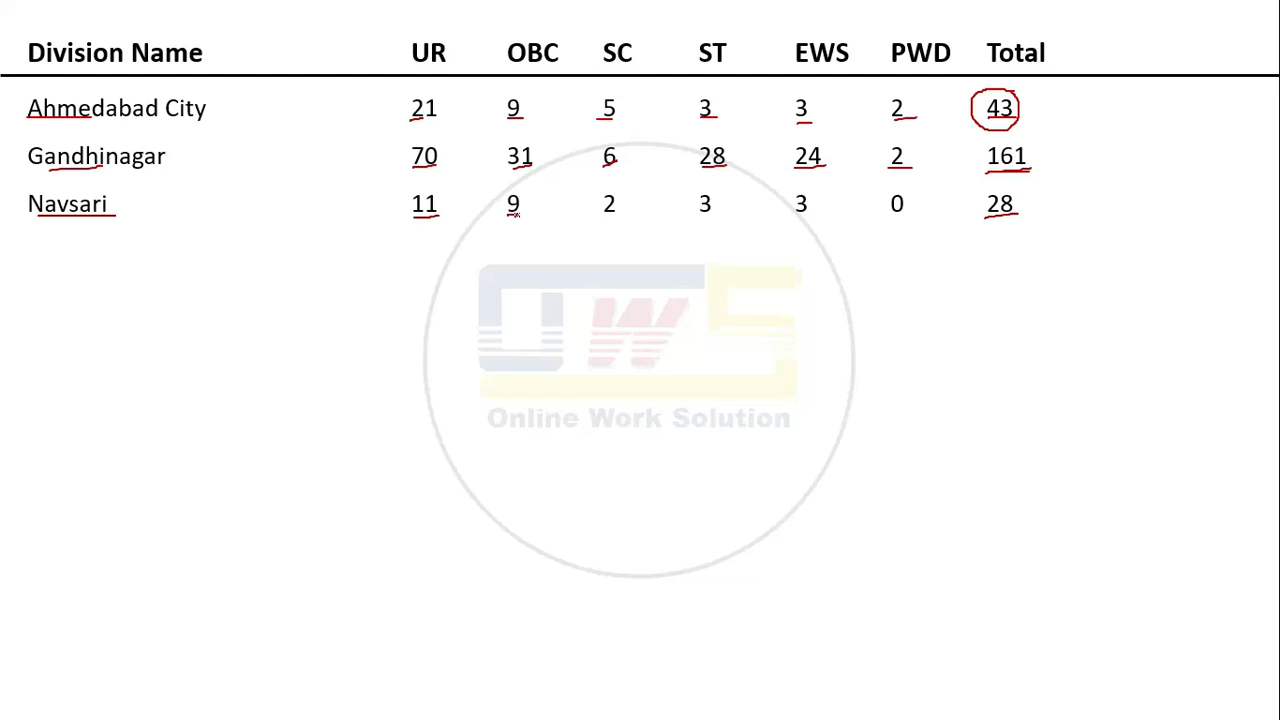 Division Name UR OBC SC ST EWS PWD Total
Ahmedabad City 21 9 5 3 3 2 43
Gandhinagar 70 31 6 28 24 2 161
Navsari 11 9 2 3 3 0 28
OWS
Online Work Solution